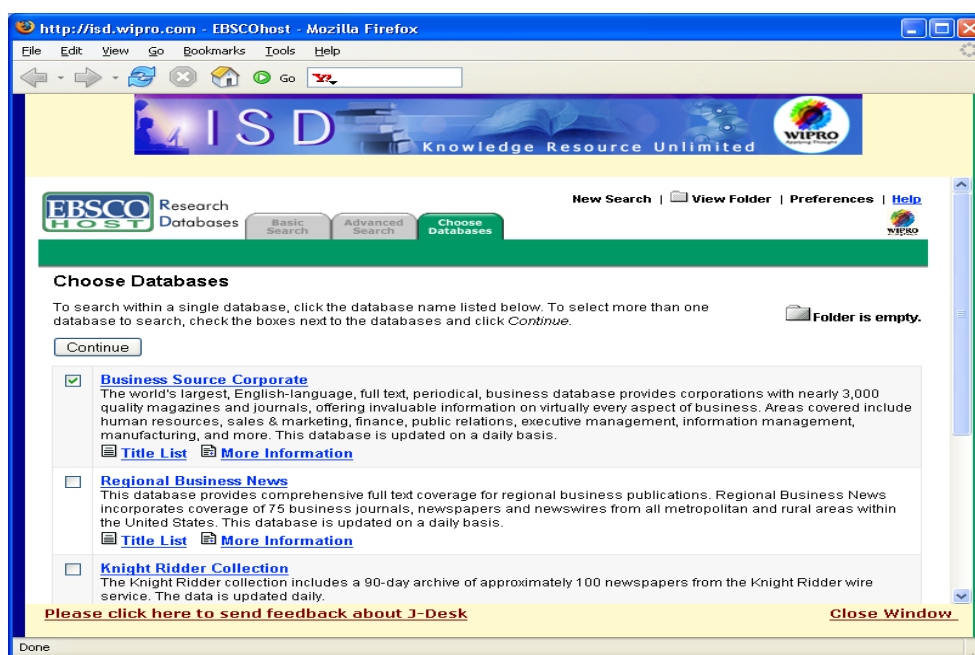 http://isd.wipro.com - EBSCOhost - Mozilla Firefox
File Edit View Go Bookmarks Tools Help
Go
ISD
Knowledge Resource Unlimited
WIPRO
Applying Thought
EBSCO
HOST
Research
Databases
Basic
Search
Advanced
Search
Choose
Databases
New Search | View Folder | Preferences | Help
WIPRO
Choose Databases
To search within a single database, click the database name listed below. To select more than one
database to search, check the boxes next to the databases and click Continue.
Folder is empty.
Continue
Business Source Corporate
The world's largest, English-language, full text, periodical, business database provides corporations with nearly 3,000
quality magazines and journals, offering invaluable information on virtually every aspect of business. Areas covered include
human resources, sales & marketing, finance, public relations, executive management, information management,
manufacturing, and more. This database is updated on a daily basis.
Title List More Information
Regional Business News
This database provides comprehensive full text coverage for regional business publications. Regional Business News
incorporates coverage of 75 business journals, newspapers and newswires from all metropolitan and rural areas within
the United States. This database is updated on a daily basis.
Title List More Information
Knight Ridder Collection
The Knight Ridder collection includes a 90-day archive of approximately 100 newspapers from the Knight Ridder wire
service. The data is updated daily.
Please click here to send feedback about J-Desk
Close Window
Done